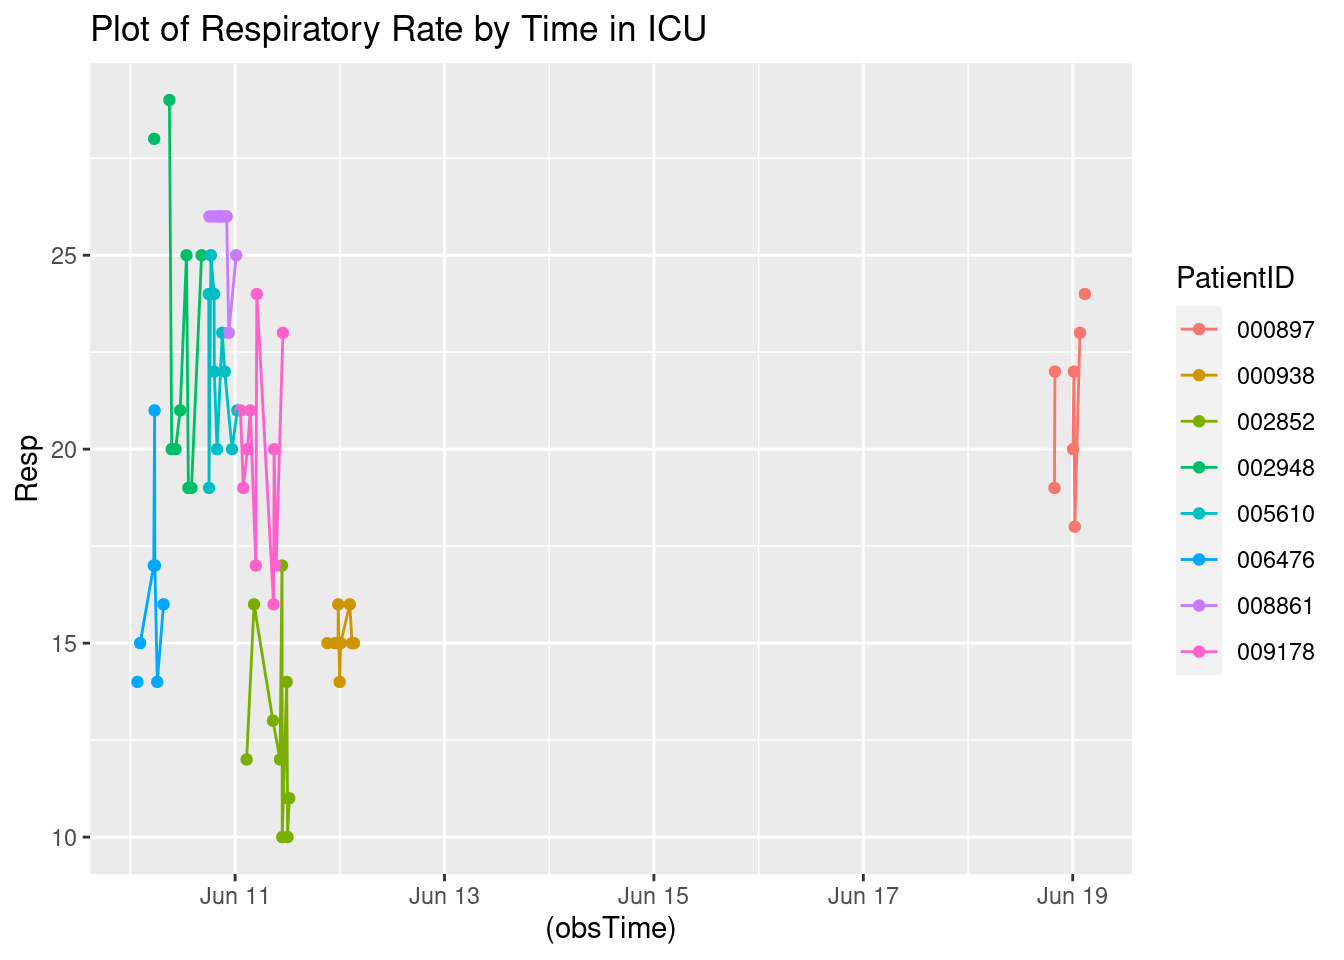 Plot of Respiratory Rate by Time in ICU
Resp
25
20
15
10
Jun 11
Jun 13
Jun 15
Jun 17
Jun 19
(obsTime)
PatientID
000897
000938
002852
002948
005610
006476
008861
009178